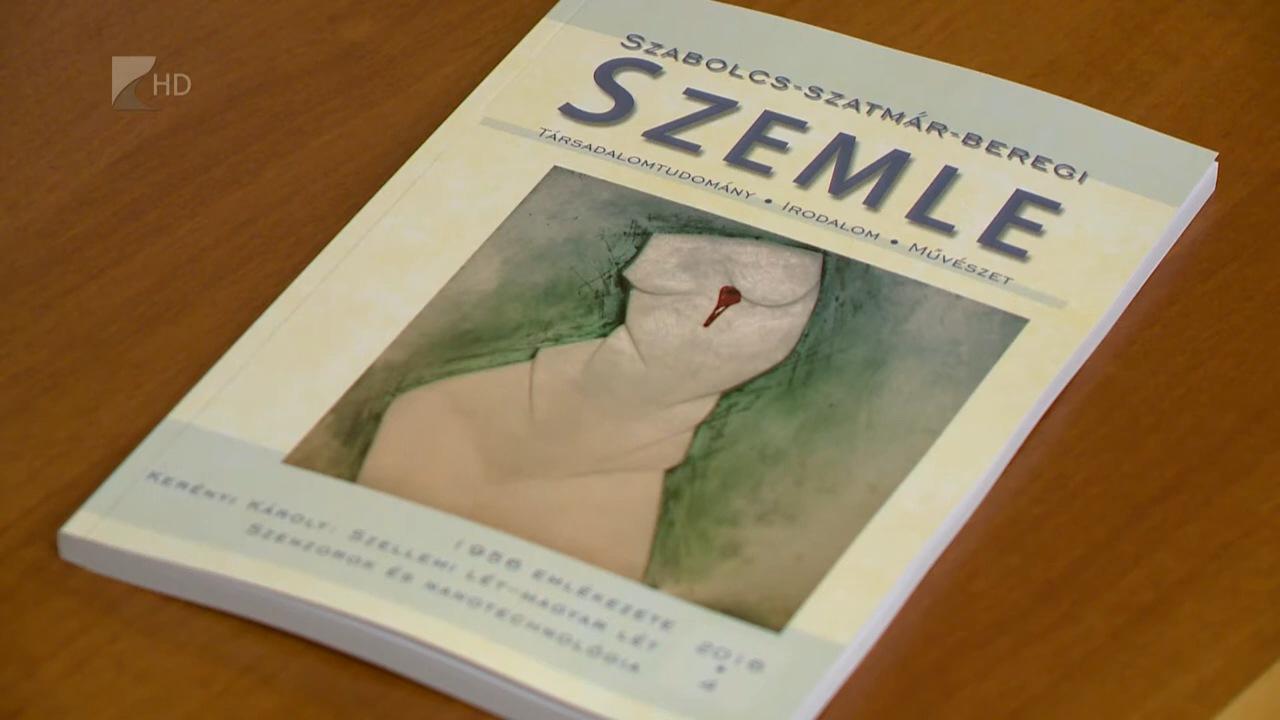 HD
SZABOLCS-SZATMÁR-BEREGI
SZEMLE
TÁRSADALOMTUDOMÁNY • IRODALOM • MŰVÉSZET
1956 EMLÉKEZETE
KERÉNYI KÁROLY: SZELLEMI LÉT–MAGYAR LÉT
SZENZOROK ÉS NANOTECHNOLÓGIA
2016